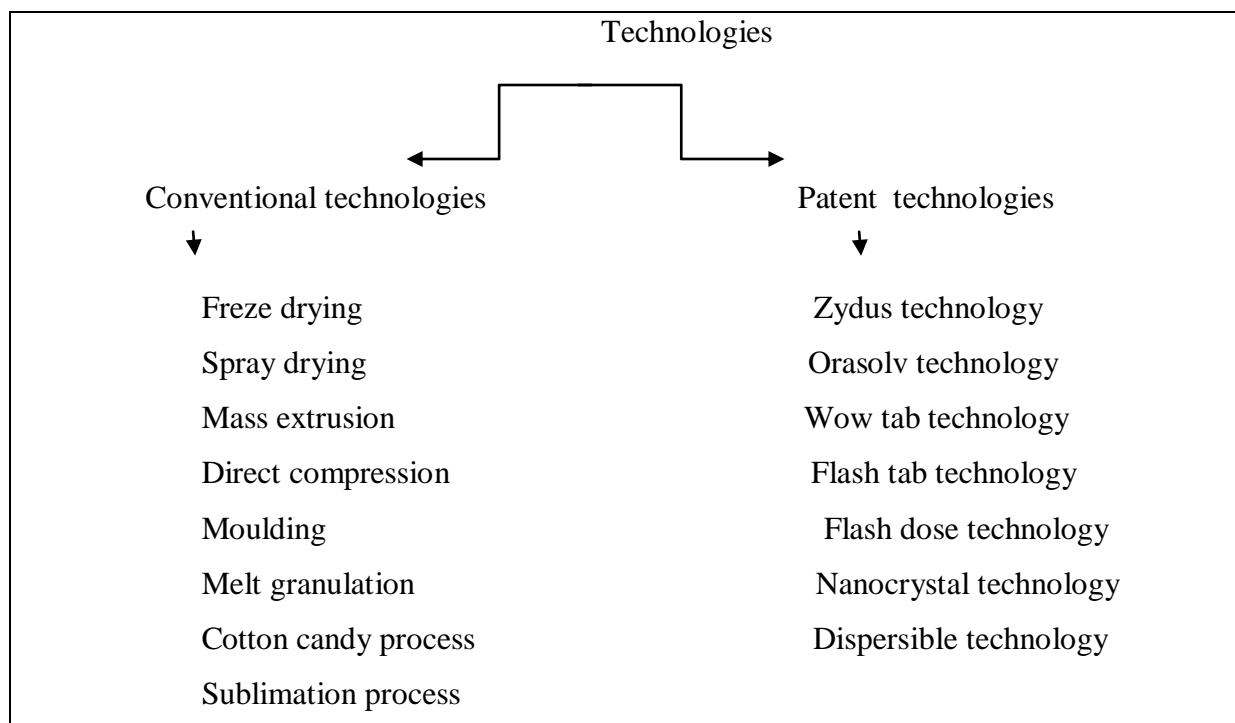 Technologies
Conventional technologies
Patent technologies
Freze drying
Spray drying
Mass extrusion
Direct compression
Moulding
Melt granulation
Cotton candy process
Sublimation process
Zydus technology
Orasolv technology
Wow tab technology
Flash tab technology
Flash dose technology
Nanocrystal technology
Dispersible technology